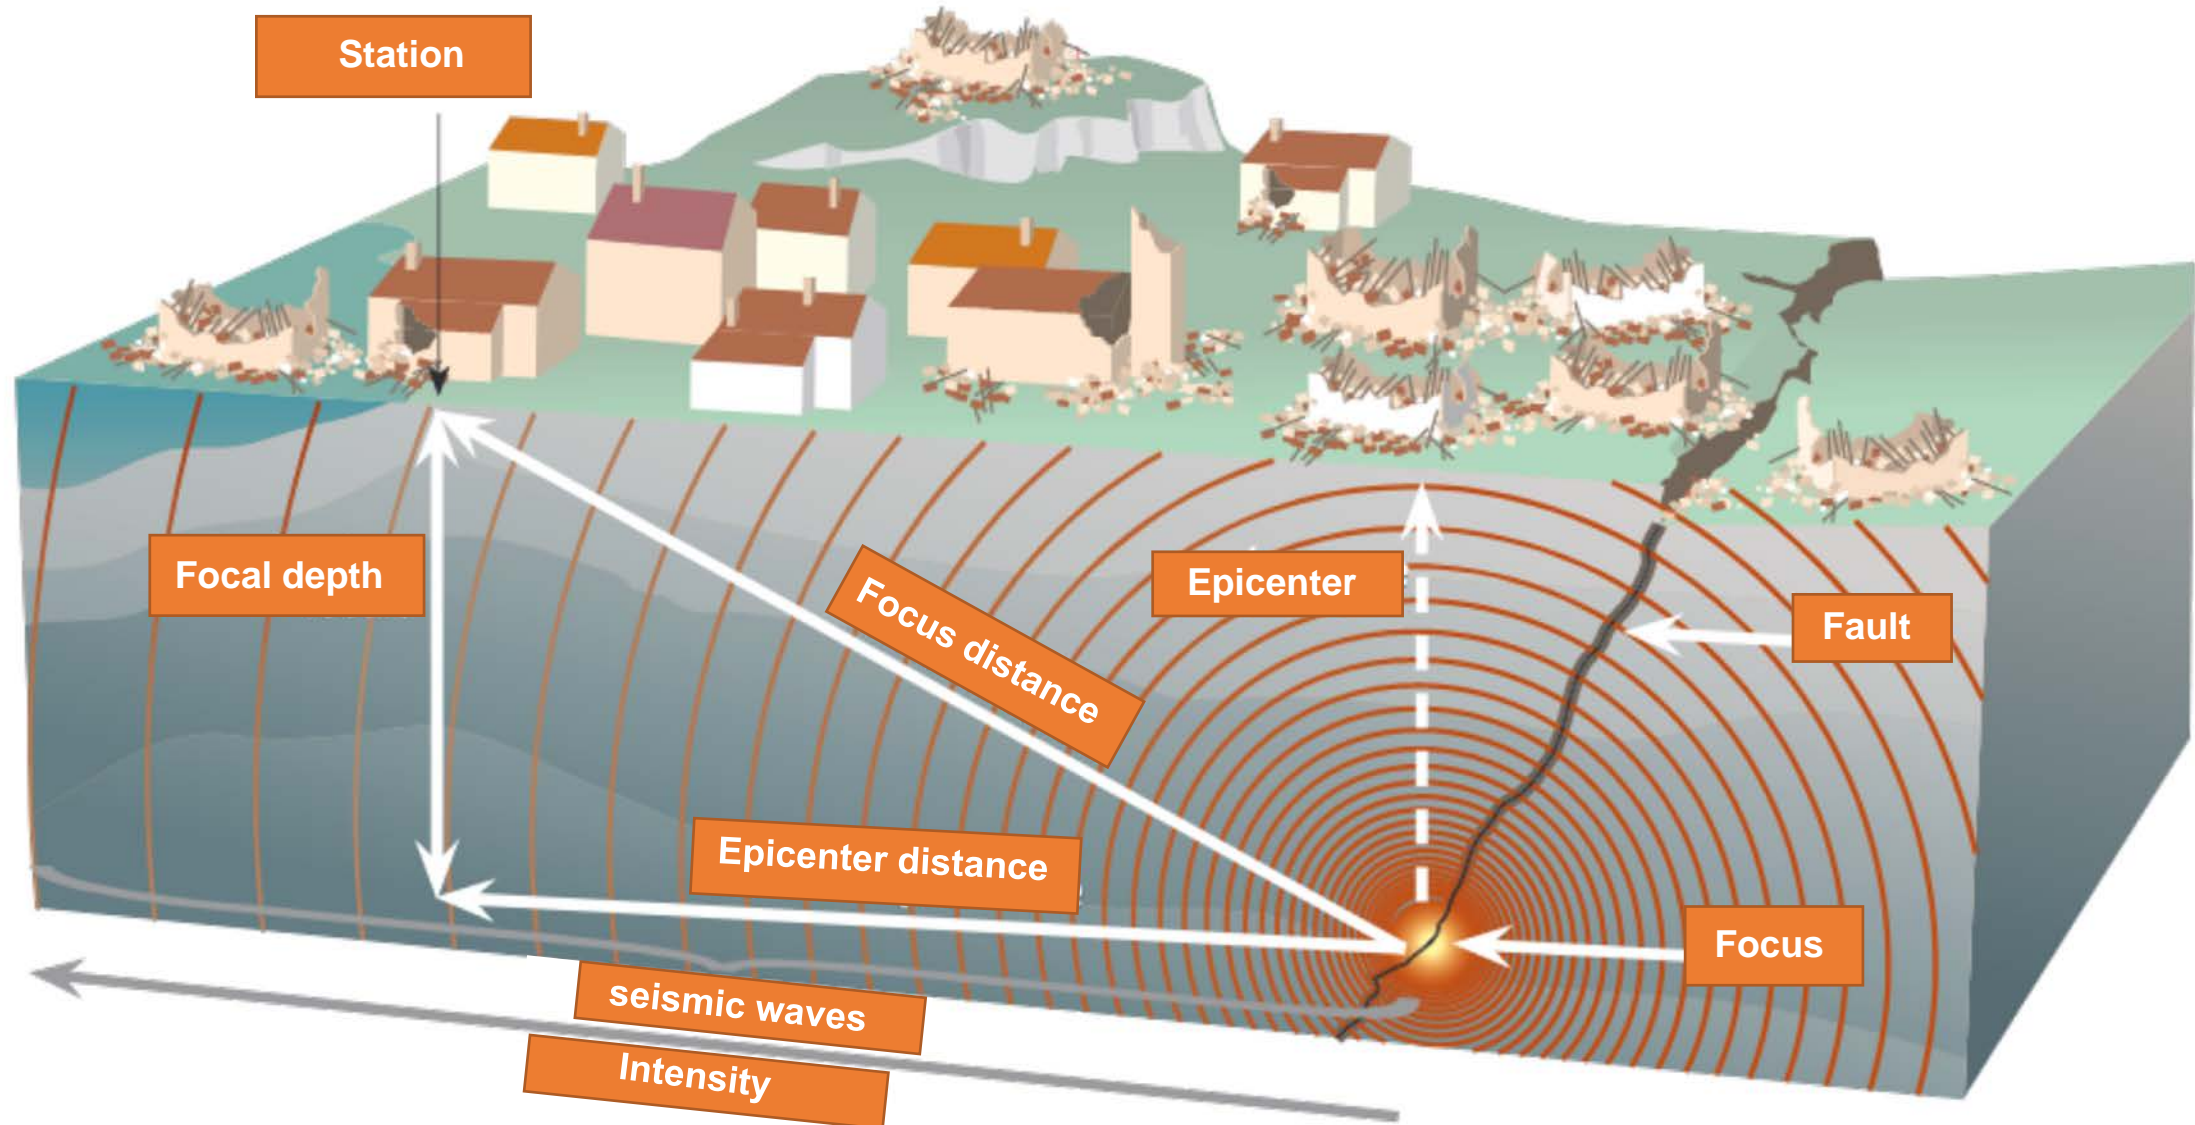 Station
Focal depth
Focus distance
Epicenter
Fault
Epicenter distance
Focus
seismic waves
Intensity